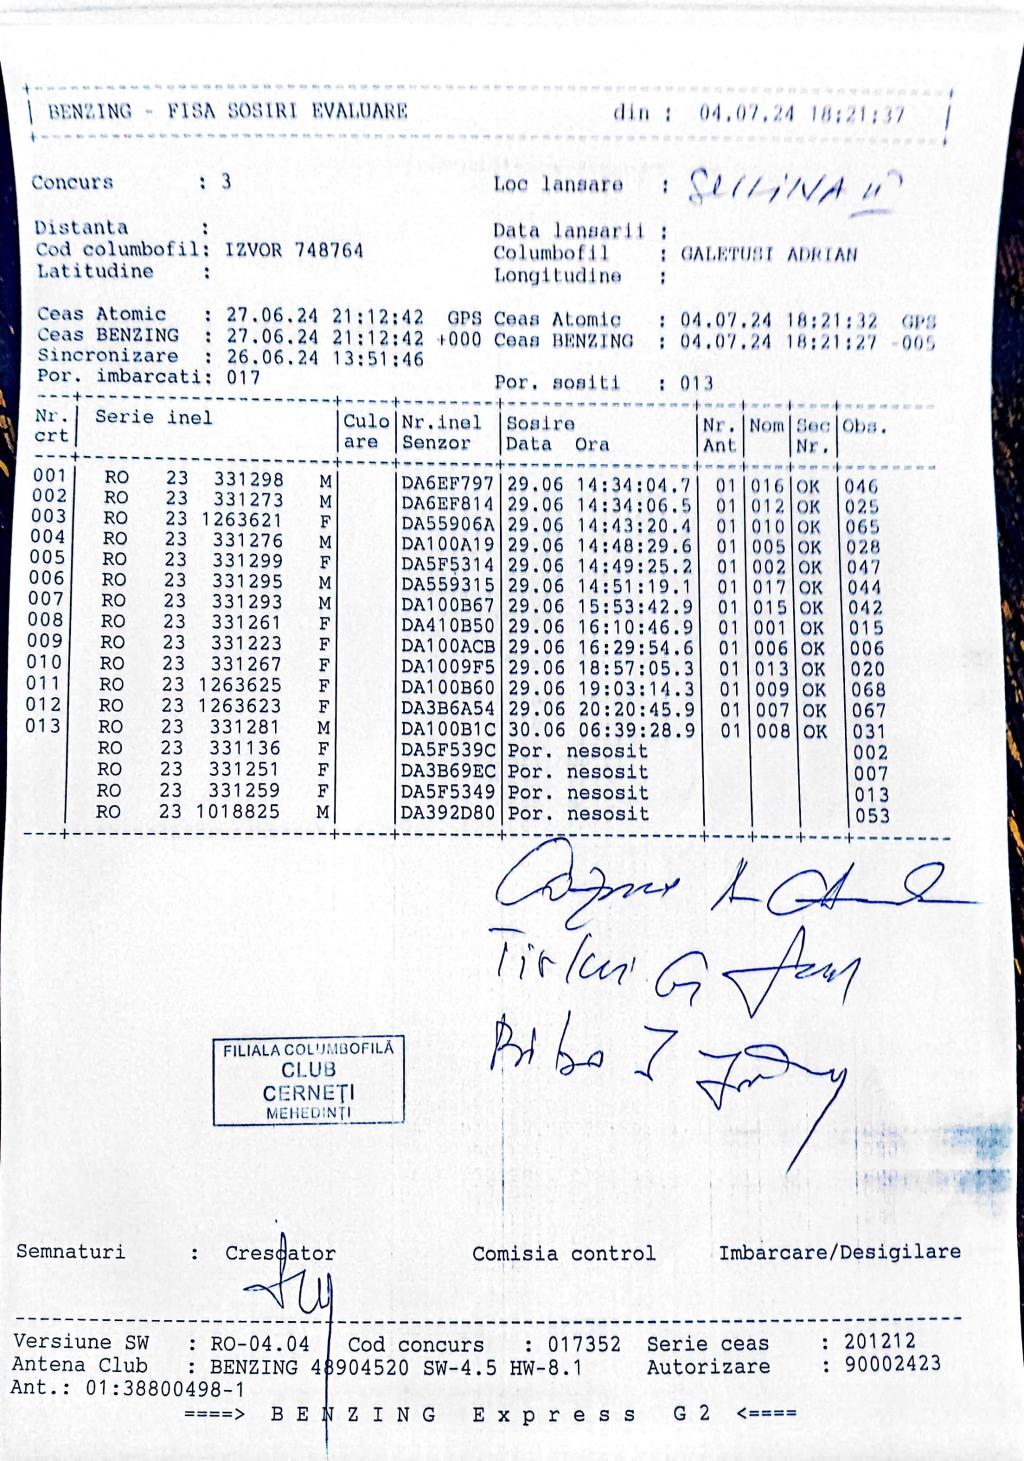 BENZING - FISA SOSIRI EVALUARE din : 04.07.24 18:21:37
Concurs : 3 Loc lansare :
Distanta : Data lansarii :
Cod columbofil: IZVOR 748764 Columbofil : GALETUSI ADRIAN
Latitudine : Longitudine :
Ceas Atomic : 27.06.24 21:12:42 GPS Ceas Atomic : 04.07.24 18:21:32 GPS
Ceas BENZING : 27.06.24 21:12:42 +000 Ceas BENZING : 04.07.24 18:21:27 -005
Sincronizare : 26.06.24 13:51:46
Por. imbarcati: 017 Por. sositi : 013
Nr. Serie inel Culo Nr.inel Sosire Nr. Nom Sec Obs.
crt are Senzor Data Ora Ant Nr.
001 RO 23 331298 M DA6EF797 29.06 14:34:04.7 01 016 OK 046
002 RO 23 331273 M DA6EF814 29.06 14:34:06.5 01 012 OK 025
003 RO 23 1263621 F DA55906A 29.06 14:43:20.4 01 010 OK 065
004 RO 23 331276 M DA100A19 29.06 14:48:29.6 01 005 OK 028
005 RO 23 331299 F DA5F5314 29.06 14:49:25.2 01 002 OK 047
006 RO 23 331295 M DA559315 29.06 14:51:19.1 01 017 OK 044
007 RO 23 331293 M DA100B67 29.06 15:53:42.9 01 015 OK 042
008 RO 23 331261 F DA410B50 29.06 16:10:46.9 01 001 OK 015
009 RO 23 331223 F DA100ACB 29.06 16:29:54.6 01 006 OK 006
010 RO 23 331267 F DA1009F5 29.06 18:57:05.3 01 013 OK 020
011 RO 23 1263625 F DA100B60 29.06 19:03:14.3 01 009 OK 068
012 RO 23 1263623 F DA3B6A54 29.06 20:20:45.9 01 007 OK 067
013 RO 23 331281 M DA100B1C 30.06 06:39:28.9 01 008 OK 031
RO 23 331136 F DA5F539C Por. nesosit 002
RO 23 331251 F DA3B69EC Por. nesosit 007
RO 23 331259 F DA5F5349 Por. nesosit 013
RO 23 1018825 M DA392D80 Por. nesosit 053
FILIALA COLUMBOFILĂ
CLUB
CERNEȚI
MEHEDINȚI
Semnaturi : Crescator Comisia control Imbarcare/Desigilare
Versiune SW : RO-04.04 Cod concurs : 017352 Serie ceas : 201212
Antena Club : BENZING 48904520 SW-4.5 HW-8.1 Autorizare : 90002423
Ant.: 01:38800498-1
====> B E N Z I N G E x p r e s s G 2 <====